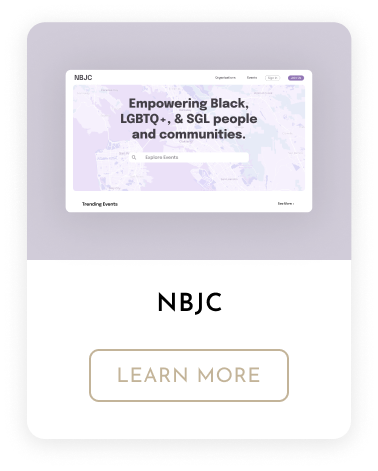 NBJC
Organizations Events Sign In
Empowering Black,
LGBTQ+, & SGL people
and communities.
Explore Events
Trending Events See More ›
NBJC
LEARN MORE